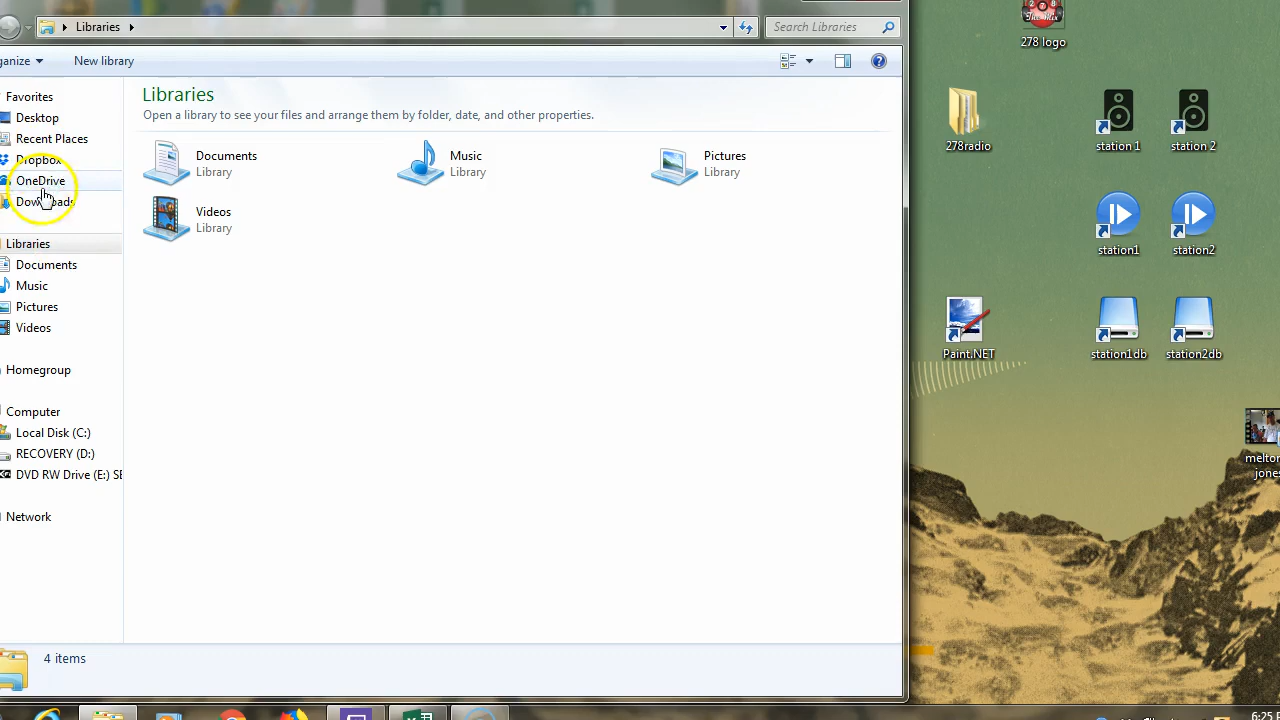 Libraries
Search Libraries
ganize
New library
Favorites
Desktop
Recent Places
Dropbox
OneDrive
Downloads
Libraries
Documents
Music
Pictures
Videos
Homegroup
Computer
Local Disk (C:)
RECOVERY (D:)
DVD RW Drive (E:) SE
Network
Libraries
Open a library to see your files and arrange them by folder, date, and other properties.
Documents
Library
Music
Library
Pictures
Library
Videos
Library
4 items
278 logo
278radio
station 1
station 2
station1
station2
Paint.NET
station1db
station2db
melton
jones
6:25 P